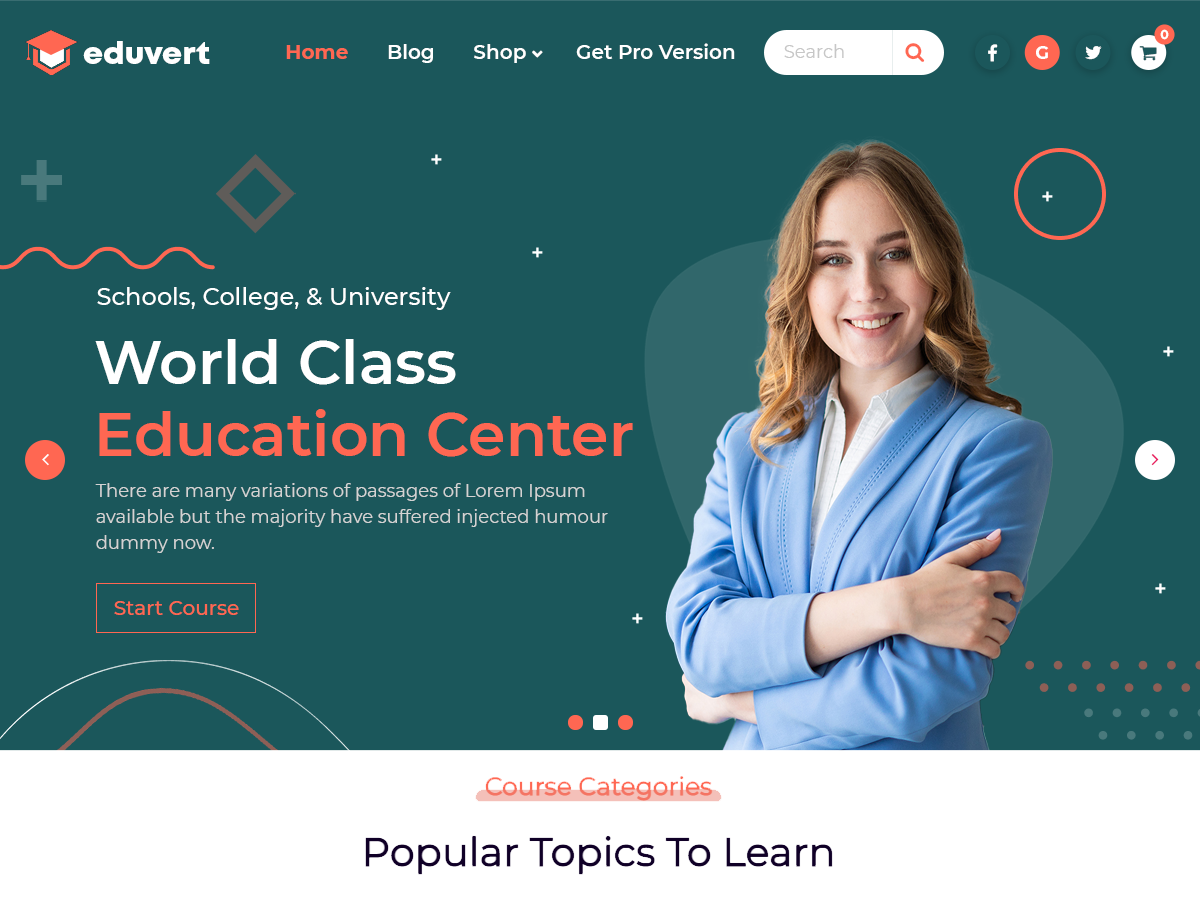 eduvert
Home
Blog
Shop
Get Pro Version
Search
G
0
Schools, College, & University
World Class
Education Center
There are many variations of passages of Lorem Ipsum
available but the majority have suffered injected humour
dummy now.
Start Course
Course Categories
Popular Topics To Learn